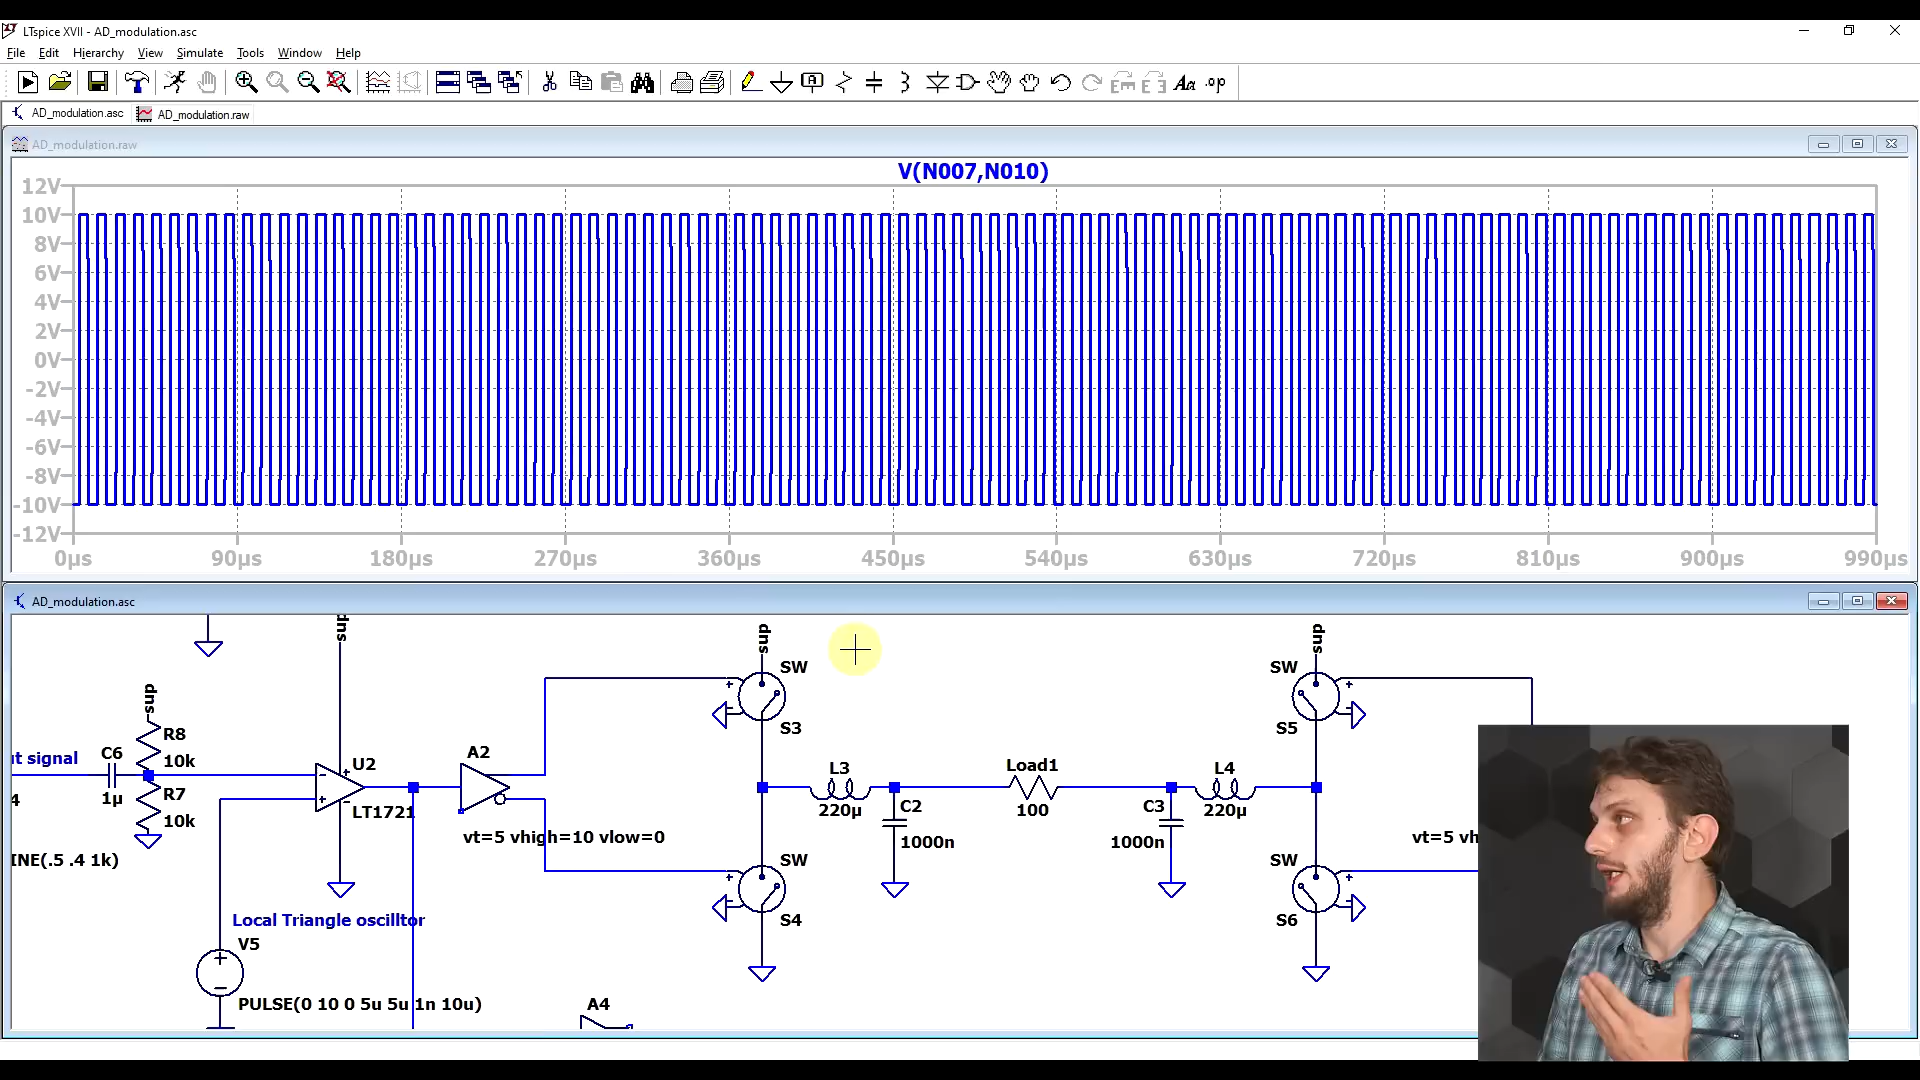 LTspice XVII - AD_modulation.asc
File Edit Hierarchy View Simulate Tools Window Help
AD_modulation.asc AD_modulation.raw
AD_modulation.raw
V(N007,N010)
12V
10V
8V
6V
4V
2V
0V
-2V
-4V
-6V
-8V
-10V
-12V
0µs 90µs 180µs 270µs 360µs 450µs 540µs 630µs 720µs 810µs 900µs 990µs
AD_modulation.asc
sup
sup
sup
sup
SW
SW
S3
S5
R8
10k
t signal
C6
1µ
4
R7
10k
U2
LT1721
A2
vt=5 vhigh=10 vlow=0
L3
220µ
C2
1000n
Load1
100
C3
1000n
L4
220µ
vt=5 vh
INE(.5 .4 1k)
SW
SW
S4
S6
Local Triangle oscilltor
V5
PULSE(0 10 0 5u 5u 1n 10u)
A4